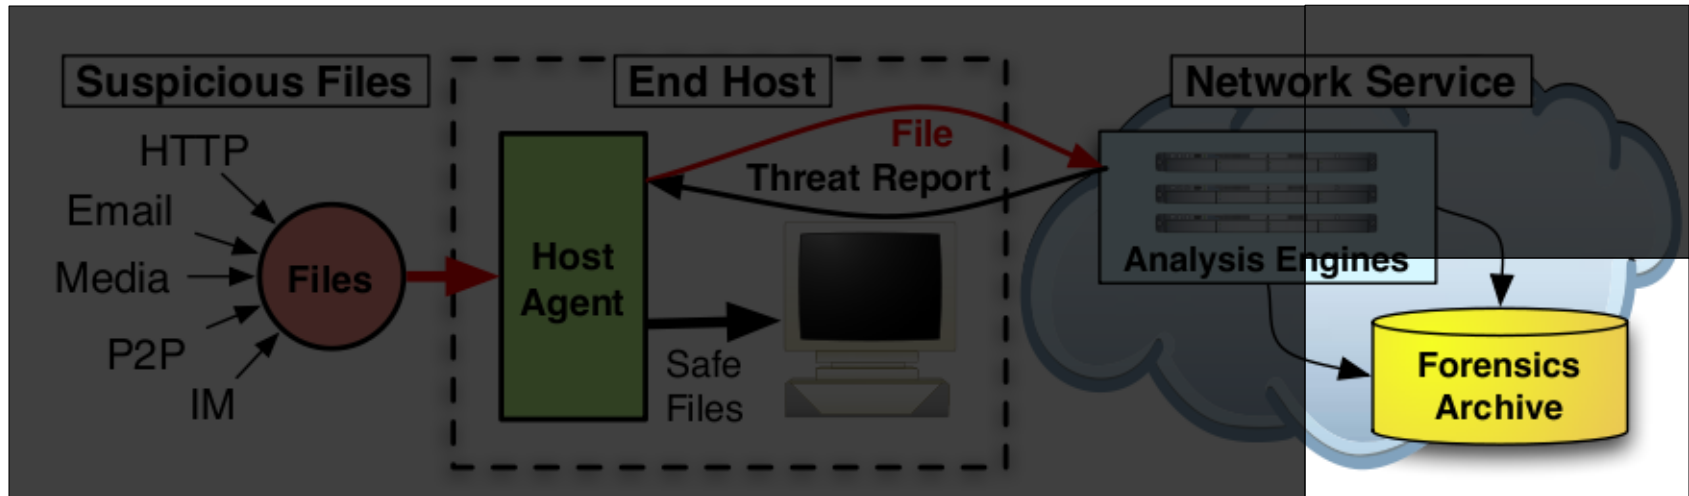 Suspicious Files
End Host
Network Service
HTTP
Email
Media
P2P
IM
Files
Host
Agent
File
Threat Report
Safe
Files
Analysis Engines
Forensics
Archive